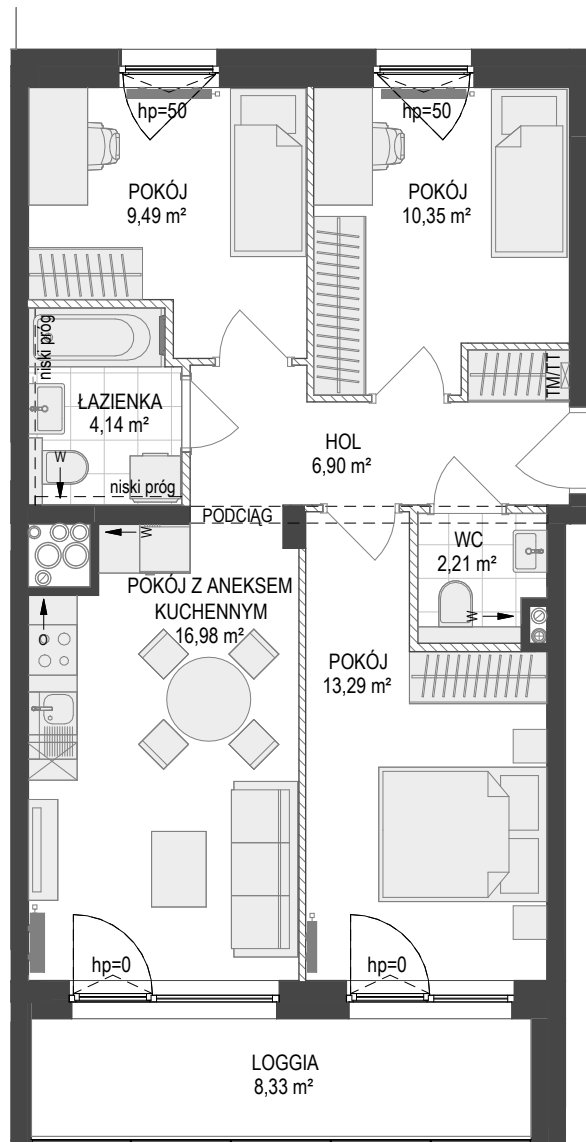 hp=50
hp=50
POKÓJ
9,49 m²
POKÓJ
10,35 m²
niski próg
TM/TT
ŁAZIENKA
4,14 m²
HOL
6,90 m²
W
niski próg
PODCIĄG
W
WC
2,21 m²
POKÓJ Z ANEKSEM
KUCHENNYM
16,98 m²
W
O
POKÓJ
13,29 m²
hp=0
hp=0
LOGGIA
8,33 m²